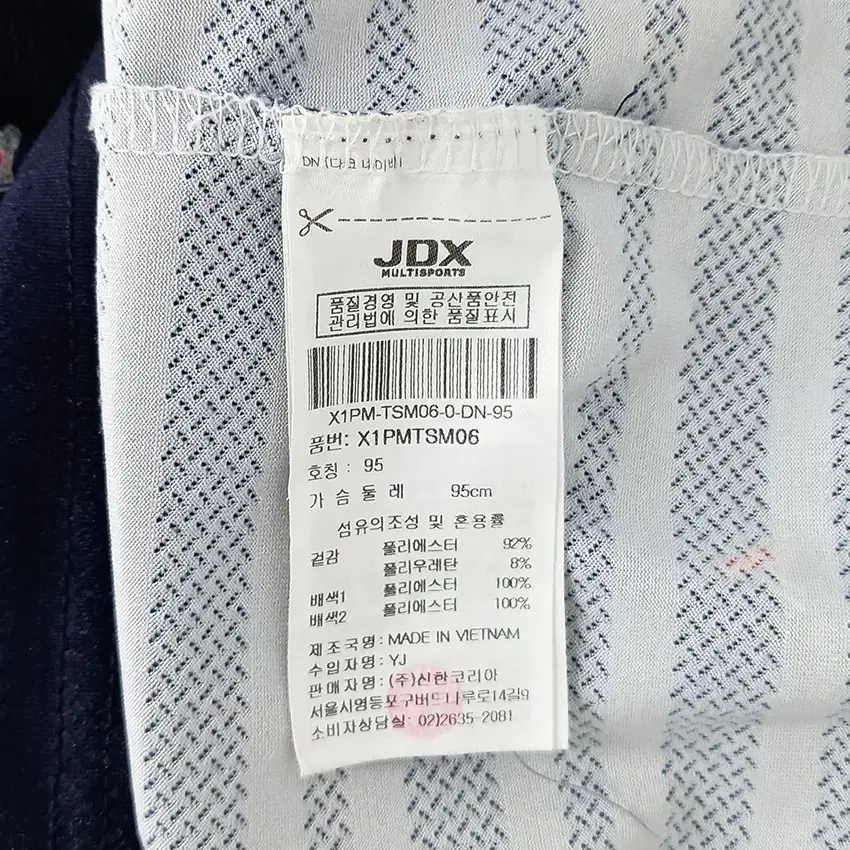 DN (다크네이비)
JDX
MULTISPORTS
품질경영 및 공산품안전
관리법에 의한 품질표시
X1PM-TSM06-0-DN-95
품번: X1PMTSM06
호칭 : 95
가 슴 둘 레 95cm
섬유의조성 및 혼용률
겉감 폴리에스터 92%
폴리우레탄 8%
배색1 폴리에스터 100%
배색2 폴리에스터 100%
제조국명: MADE IN VIETNAM
수입자명: YJ
판매자명: (주)신한코리아
서울시영등포구버드나루로14길9
소비자상담실: 02)2635-2081